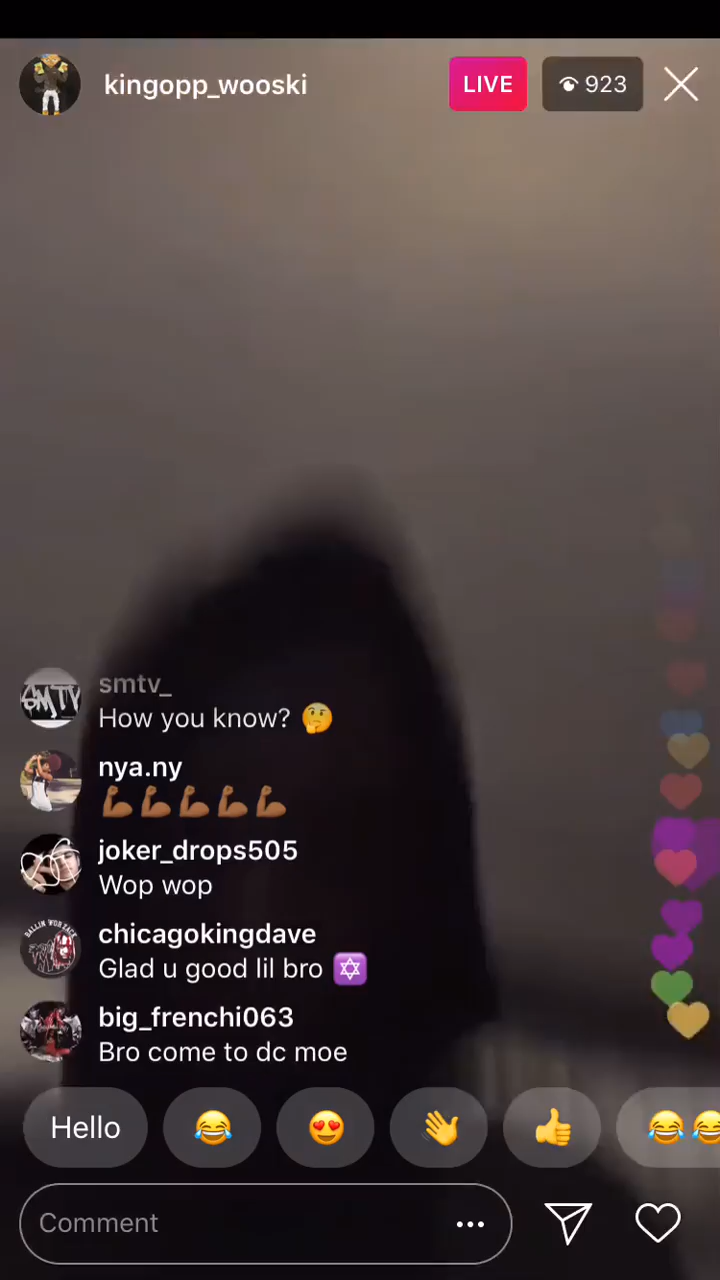 kingopp_wooski
LIVE
923
smtv_
How you know? 🤔
nya.ny
💪🏾💪🏾💪🏾💪🏾💪🏾
joker_drops505
Wop wop
chicagokingdave
Glad u good lil bro 🔯
big_frenchi063
Bro come to dc moe
Hello 😂 😍 👋 👍 😂😂
Comment